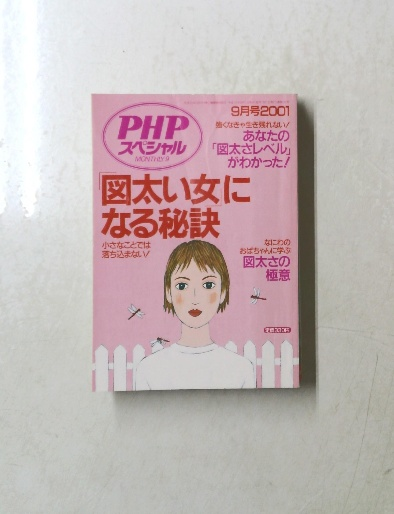 9月号2001
PHP
スペシャル
MONTHLY 9
強くなきゃ生き残れない!
あなたの
「図太さレベル」
がわかった!
「図太い女」に
なる秘訣
小さなことでは
落ち込まない!
なにわの
おばちゃんに学ぶ
図太さの
極意